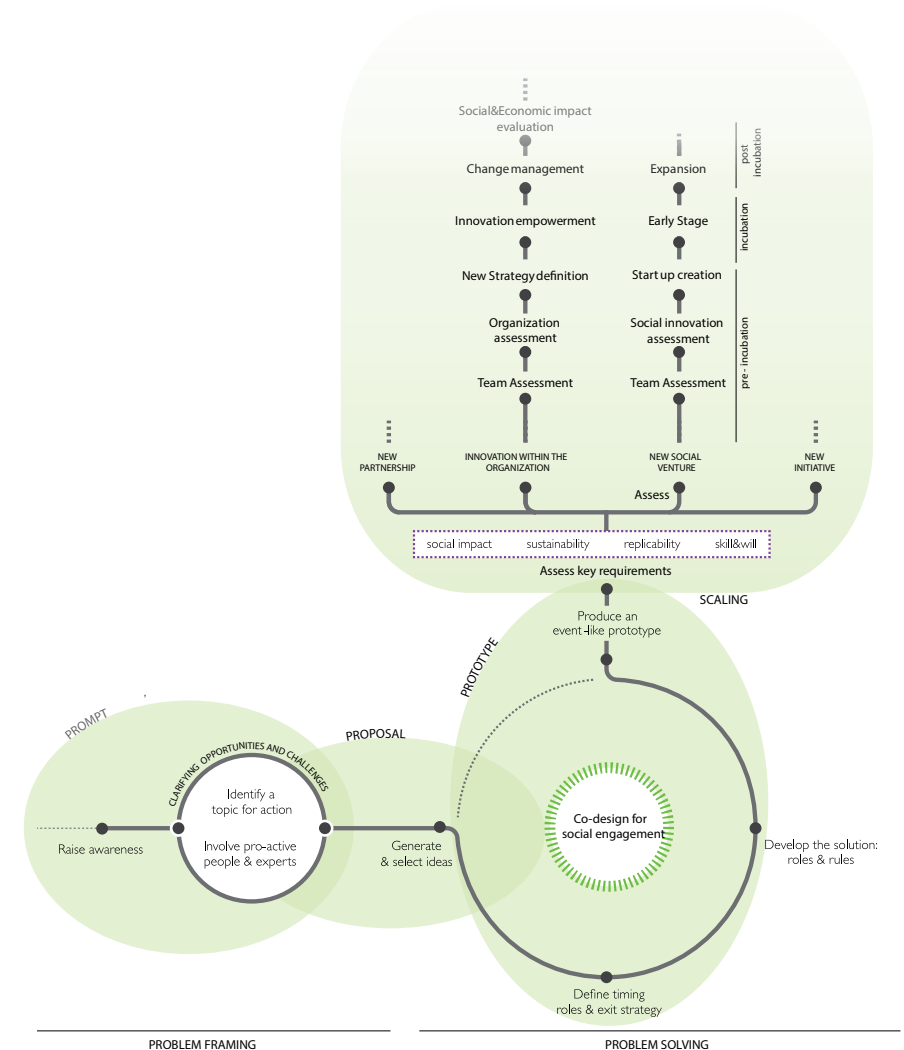 Social&Economic impact
evaluation
Change management
Innovation empowerment
New Strategy definition
Organization
assessment
Team Assessment
Expansion
Early Stage
Start up creation
Social innovation
assessment
Team Assessment
post
incubation
incubation
pre - incubation
NEW
PARTNERSHIP
INNOVATION WITHIN THE
ORGANIZATION
NEW SOCIAL
VENTURE
NEW
INITIATIVE
Assess
social impact
sustainability
replicability
skill&will
Assess key requirements
SCALING
Produce an
event-like prototype
PROTOTYPE
PROMPT
PROPOSAL
CLARIFYING OPPORTUNITIES AND CHALLENGES
Identify a
topic for action
Involve pro-active
people & experts
Raise awareness
Generate
& select ideas
Co-design for
social engagement
Develop the solution:
roles & rules
Define timing
roles & exit strategy
PROBLEM FRAMING
PROBLEM SOLVING